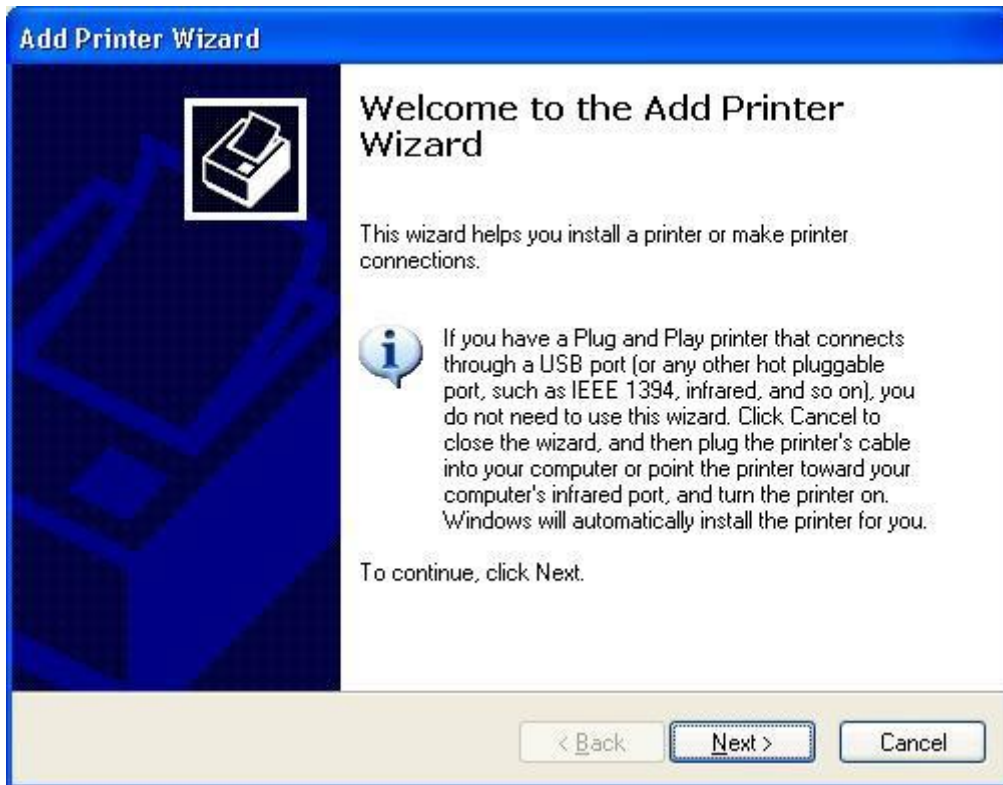 Add Printer Wizard
Welcome to the Add Printer
Wizard
This wizard helps you install a printer or make printer
connections.
If you have a Plug and Play printer that connects
through a USB port (or any other hot pluggable
port, such as IEEE 1394, infrared, and so on), you
do not need to use this wizard. Click Cancel to
close the wizard, and then plug the printer's cable
into your computer or point the printer toward your
computer's infrared port, and turn the printer on.
Windows will automatically install the printer for you.
To continue, click Next.
< Back
Next >
Cancel